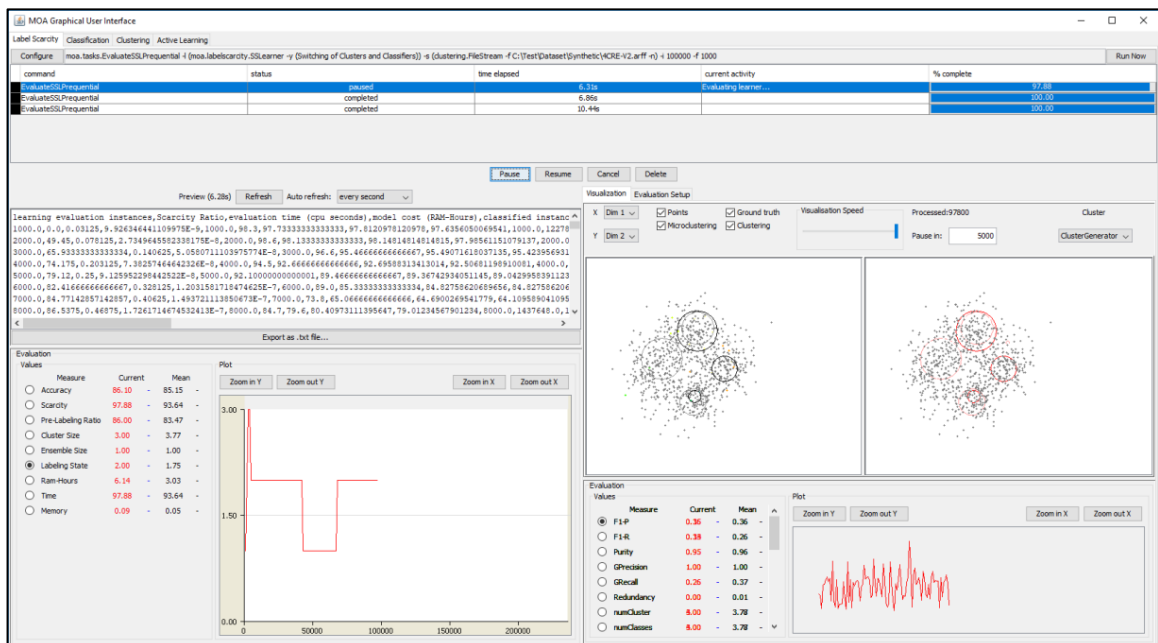 MOA Graphical User Interface
Label Scarcity Classification Clustering Active Learning
Configure moa.tasks.EvaluateSSLPrequential -l (moa.labelscarcity.SSLearner -y (Switching of Clusters and Classifiers)) -s (clustering.FileStream -f C:\Test\Dataset\Synthetic\4CRE-V2.arff -n) -i 100000 -f 1000 Run Now
command status time elapsed current activity % complete
EvaluateSSLPrequential paused 6.31s Evaluating learner... 97.88
EvaluateSSLPrequential completed 6.86s 100.00
EvaluateSSLPrequential completed 10.44s 100.00
Pause Resume Cancel Delete
Preview (6.28s) Refresh Auto refresh: every second
learning evaluation instances,Scarcity Ratio,evaluation time (cpu seconds),model cost (RAM-Hours),classified instanc
1000.0,0.0,0.03125,9.926346441109975E-9,1000.0,98.3,97.73333333333333,97.8120978120978,97.6356050069541,1000.0,12278
2000.0,49.45,0.078125,2.7349645582338175E-8,2000.0,98.6,98.1333333333333,98.14814814814815,97.98561151079137,2000.0
3000.0,65.93333333333334,0.140625,5.058071103975774E-8,3000.0,96.6,95.46666666666667,95.49071618037135,95.423956931
4000.0,74.175,0.203125,7.38257464642326E-8,4000.0,94.5,92.66666666666666,92.69588313413014,92.50681198910081,4000.0,
5000.0,79.12,0.25,9.125952298442522E-8,5000.0,92.10000000000001,89.46666666666667,89.36742934051145,89.0429958391123
6000.0,82.41666666666667,0.328125,1.2031581718474625E-7,6000.0,89.0,85.33333333333334,84.82758620689656,84.827586206
7000.0,84.77142857142857,0.40625,1.493721113850673E-7,7000.0,73.8,65.06666666666666,64.6900269541779,64.109589041095
8000.0,86.5375,0.46875,1.7261714674532413E-7,8000.0,84.7,79.6,80.40973111395647,79.01234567901234,8000.0,1437648.0,1
Export as .txt file...
Evaluation
Values
Measure Current Mean
Accuracy 86.10 - 85.15 -
Scarcity 97.88 - 93.64 -
Pre-Labeling Ratio 86.00 - 83.47 -
Cluster Size 3.00 - 3.77 -
Ensemble Size 1.00 - 1.00 -
Labeling State 2.00 - 1.75 -
Ram-Hours 6.14 - 3.03 -
Time 97.88 - 93.64 -
Memory 0.09 - 0.05 -
Plot
Zoom in Y Zoom out Y Zoom in X Zoom out X
3.00
1.50
0.00
0 50000 100000 150000 200000
Visualization Evaluation Setup
X Dim 1 Points Ground truth Visualisation Speed Processed:97800 Cluster
Y Dim 2 Microclustering Clustering Pause in: 5000 ClusterGenerator
Evaluation
Values
Measure Current Mean
F1-P 0.36 - 0.36 -
F1-R - 0.26 -
Purity 0.95 - 0.96 -
GPrecision 1.00 - 1.00 -
GRecall 0.26 - 0.37 -
Redundancy 0.00 - 0.01 -
numCluster - 3.78 -
numClasses - 3.78 -
Plot
Zoom in Y Zoom out Y Zoom in X Zoom out X